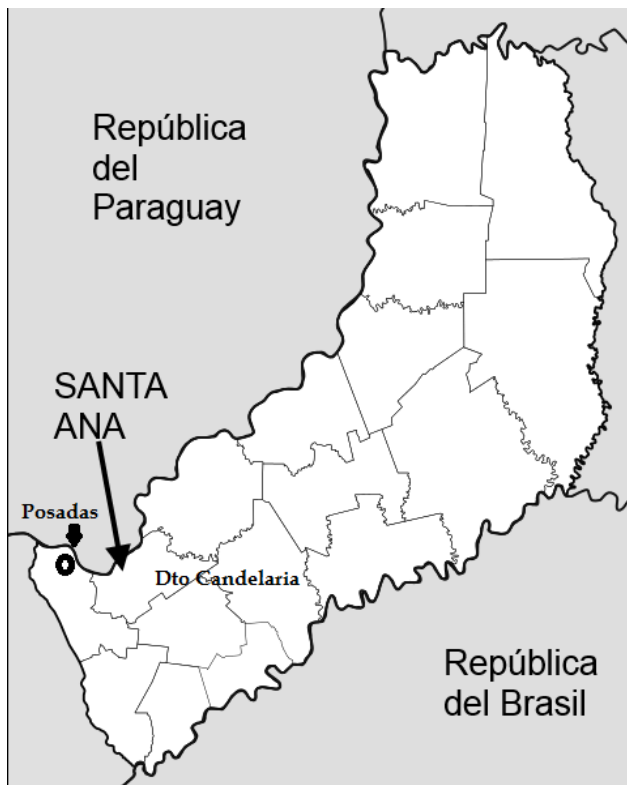 República
del
Paraguay
SANTA
ANA
Posadas
Dto Candelaria
República
del Brasil